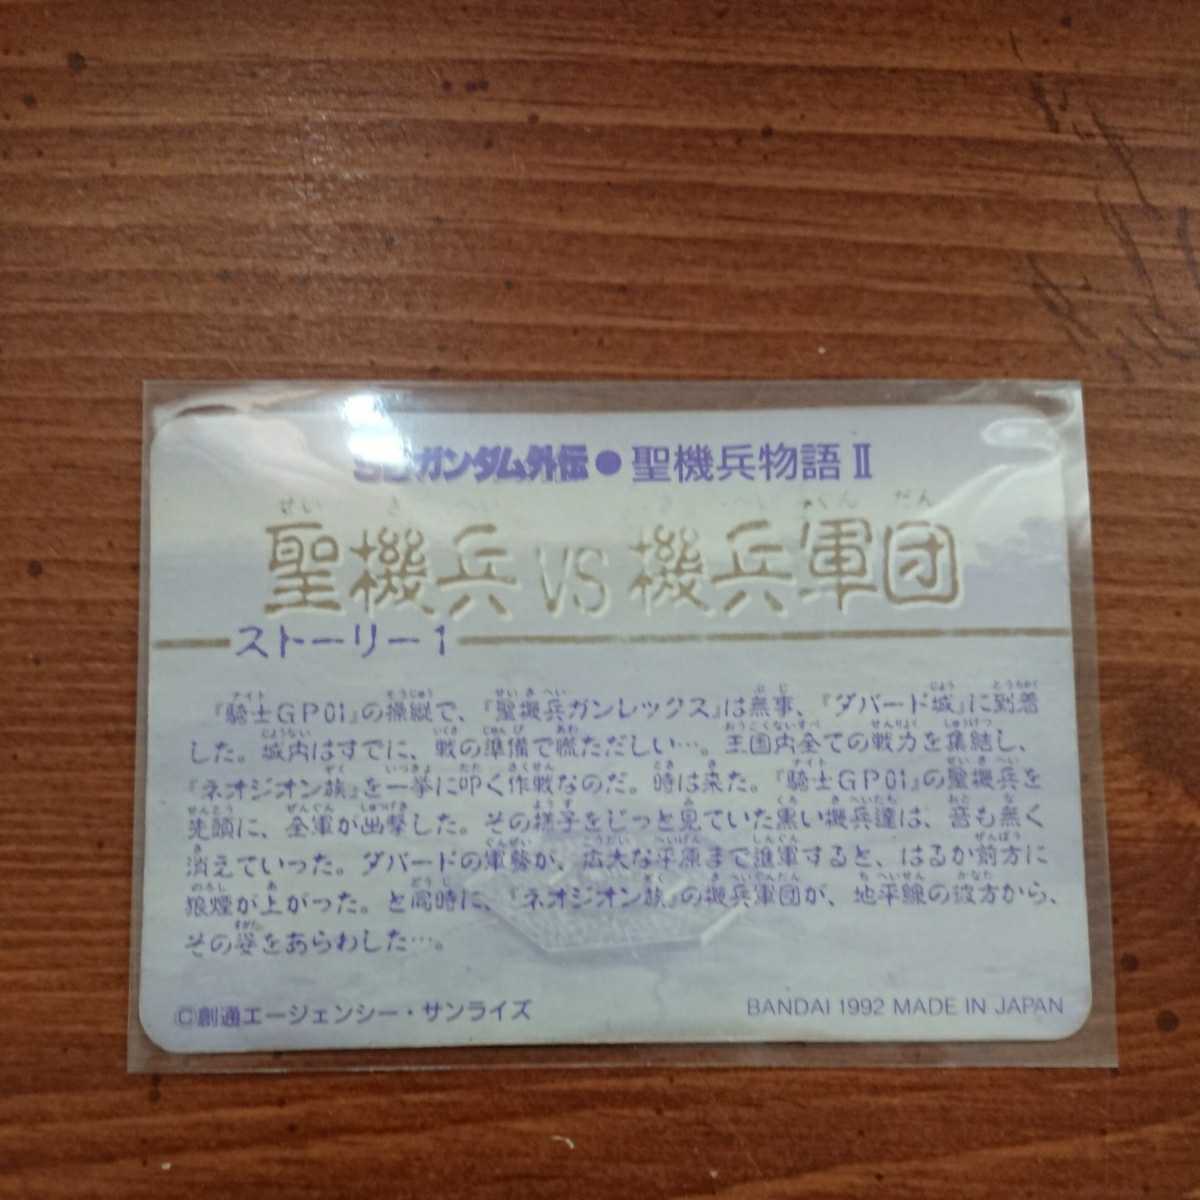 SDガンダム外伝●聖機兵物語Ⅱ
せい き へい き へい ぐん だん
聖機兵VS機兵軍団
ストーリー1
『騎士GP01』の操縦で、『聖機兵ガンレックス』は無事、『ダバード城』に到着
した。城内はすでに、戦の準備で慌ただしい…。王国内全ての戦力を集結し、
『ネオジオン族』を一挙に叩く作戦なのだ。時は来た。『騎士GP01』の聖機兵を
先頭に、全軍が出撃した。その様子をじっと見ていた黒い機兵達は、音も無く
消えていった。ダバードの軍勢が、広大な平原まで進軍すると、はるか前方に
狼煙が上がった。と同時に、『ネオジオン族』の機兵軍団が、地平線の彼方から、
その姿をあらわした…。
©創通エージェンシー・サンライズ
BANDAI 1992 MADE IN JAPAN